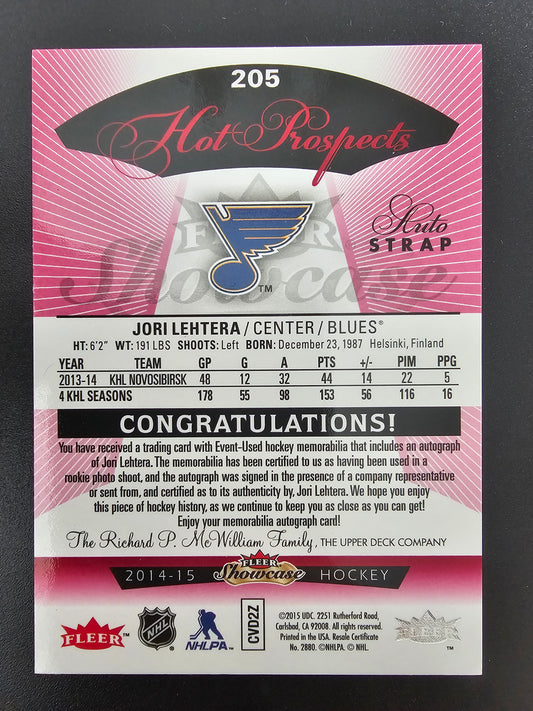 205
Hot Prospects
Auto
STRAP
FLEER
Showcase
TM
JORI LEHTERA / CENTER / BLUES®
HT: 6'2" WT: 191 LBS SHOOTS: Left BORN: December 23, 1987 Helsinki, Finland
YEAR TEAM GP G A PTS +/- PIM PPG
2013-14 KHL NOVOSIBIRSK 48 12 32 44 14 22 5
4 KHL SEASONS 178 55 98 153 56 116 16
CONGRATULATIONS!
You have received a trading card with Event-Used hockey memorabilia that includes an autograph
of Jori Lehtera. The memorabilia has been certified to us as having been used in a
rookie photo shoot, and the autograph was signed in the presence of a company representative
or sent from, and certified as to its authenticity by, Jori Lehtera. We hope you enjoy
this piece of hockey history, as we continue to keep you as close as you can get!
Enjoy your memorabilia autograph card!
The Richard P. McWilliam Family, THE UPPER DECK COMPANY
2014-15 FLEER Showcase HOCKEY
FLEER™ NHL NHLPA® CVD2Z
©2015 UDC. 2251 Rutherford Road,
Carlsbad, CA 92008. All rights reserved.
Printed in the USA. Resale Certificate
No. 2880. ©NHLPA. © NHL.
FLEER
TM